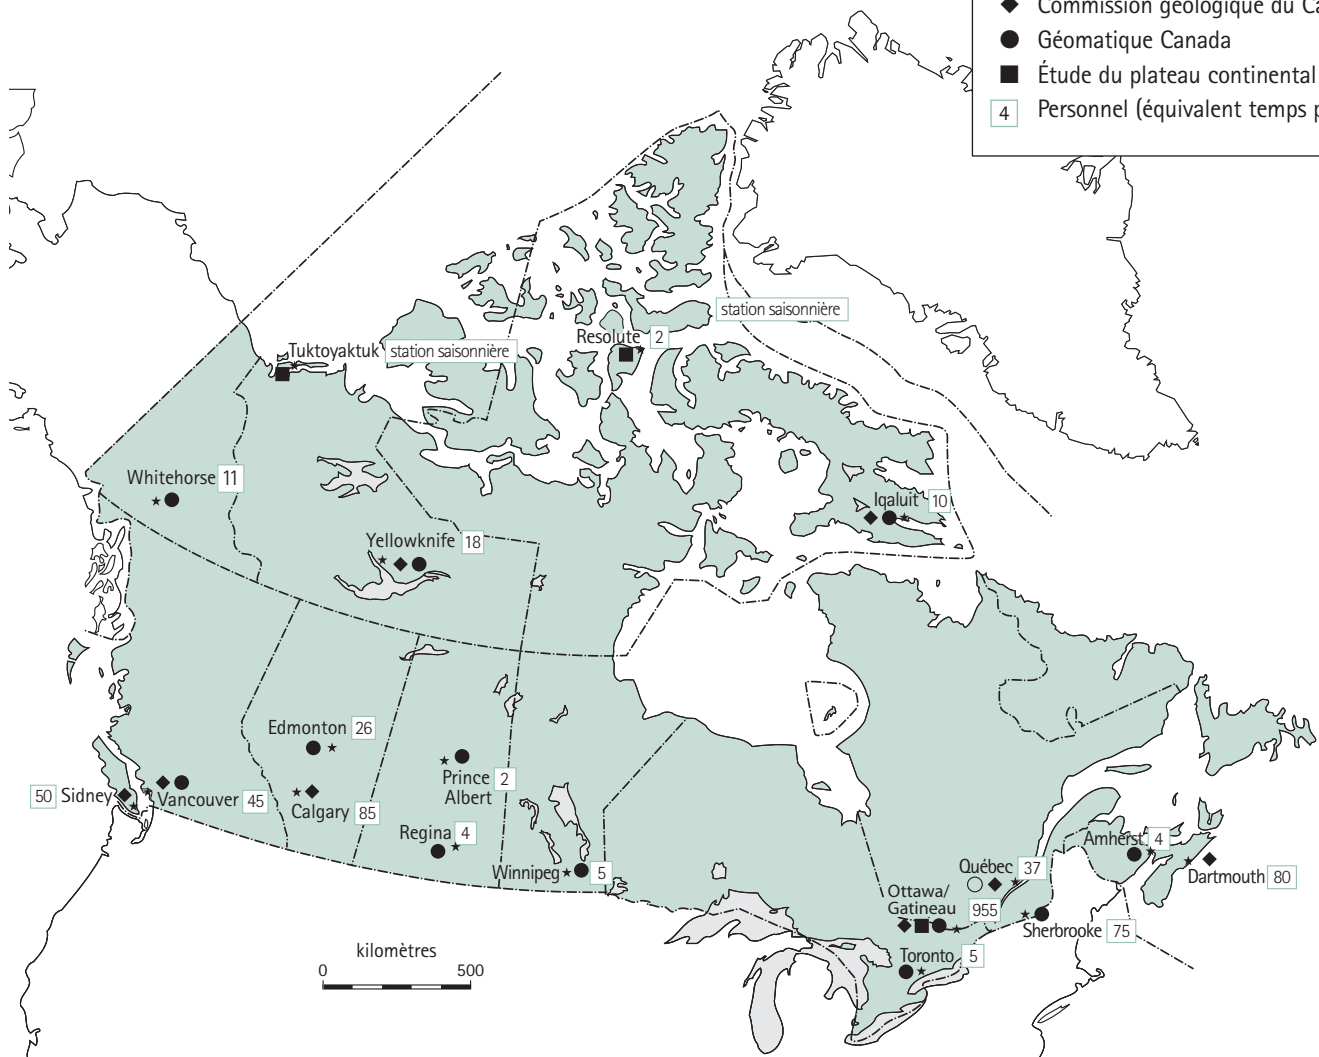 Commission géologique du Ca
Géomatique Canada
Étude du plateau continental
4 Personnel (équivalent temps p
station saisonnière
Resolute 2
Tuktoyaktuk station saisonnière
Whitehorse 11
Iqaluit 10
Yellowknife 18
Edmonton 26
Prince
Albert 2
50 Sidney
Vancouver 45
Calgary 85
Regina 4
Winnipeg 5
Amherst 4
Québec 37
Dartmouth 80
Ottawa/
Gatineau 955
Sherbrooke 75
Toronto 5
kilomètres
0 500